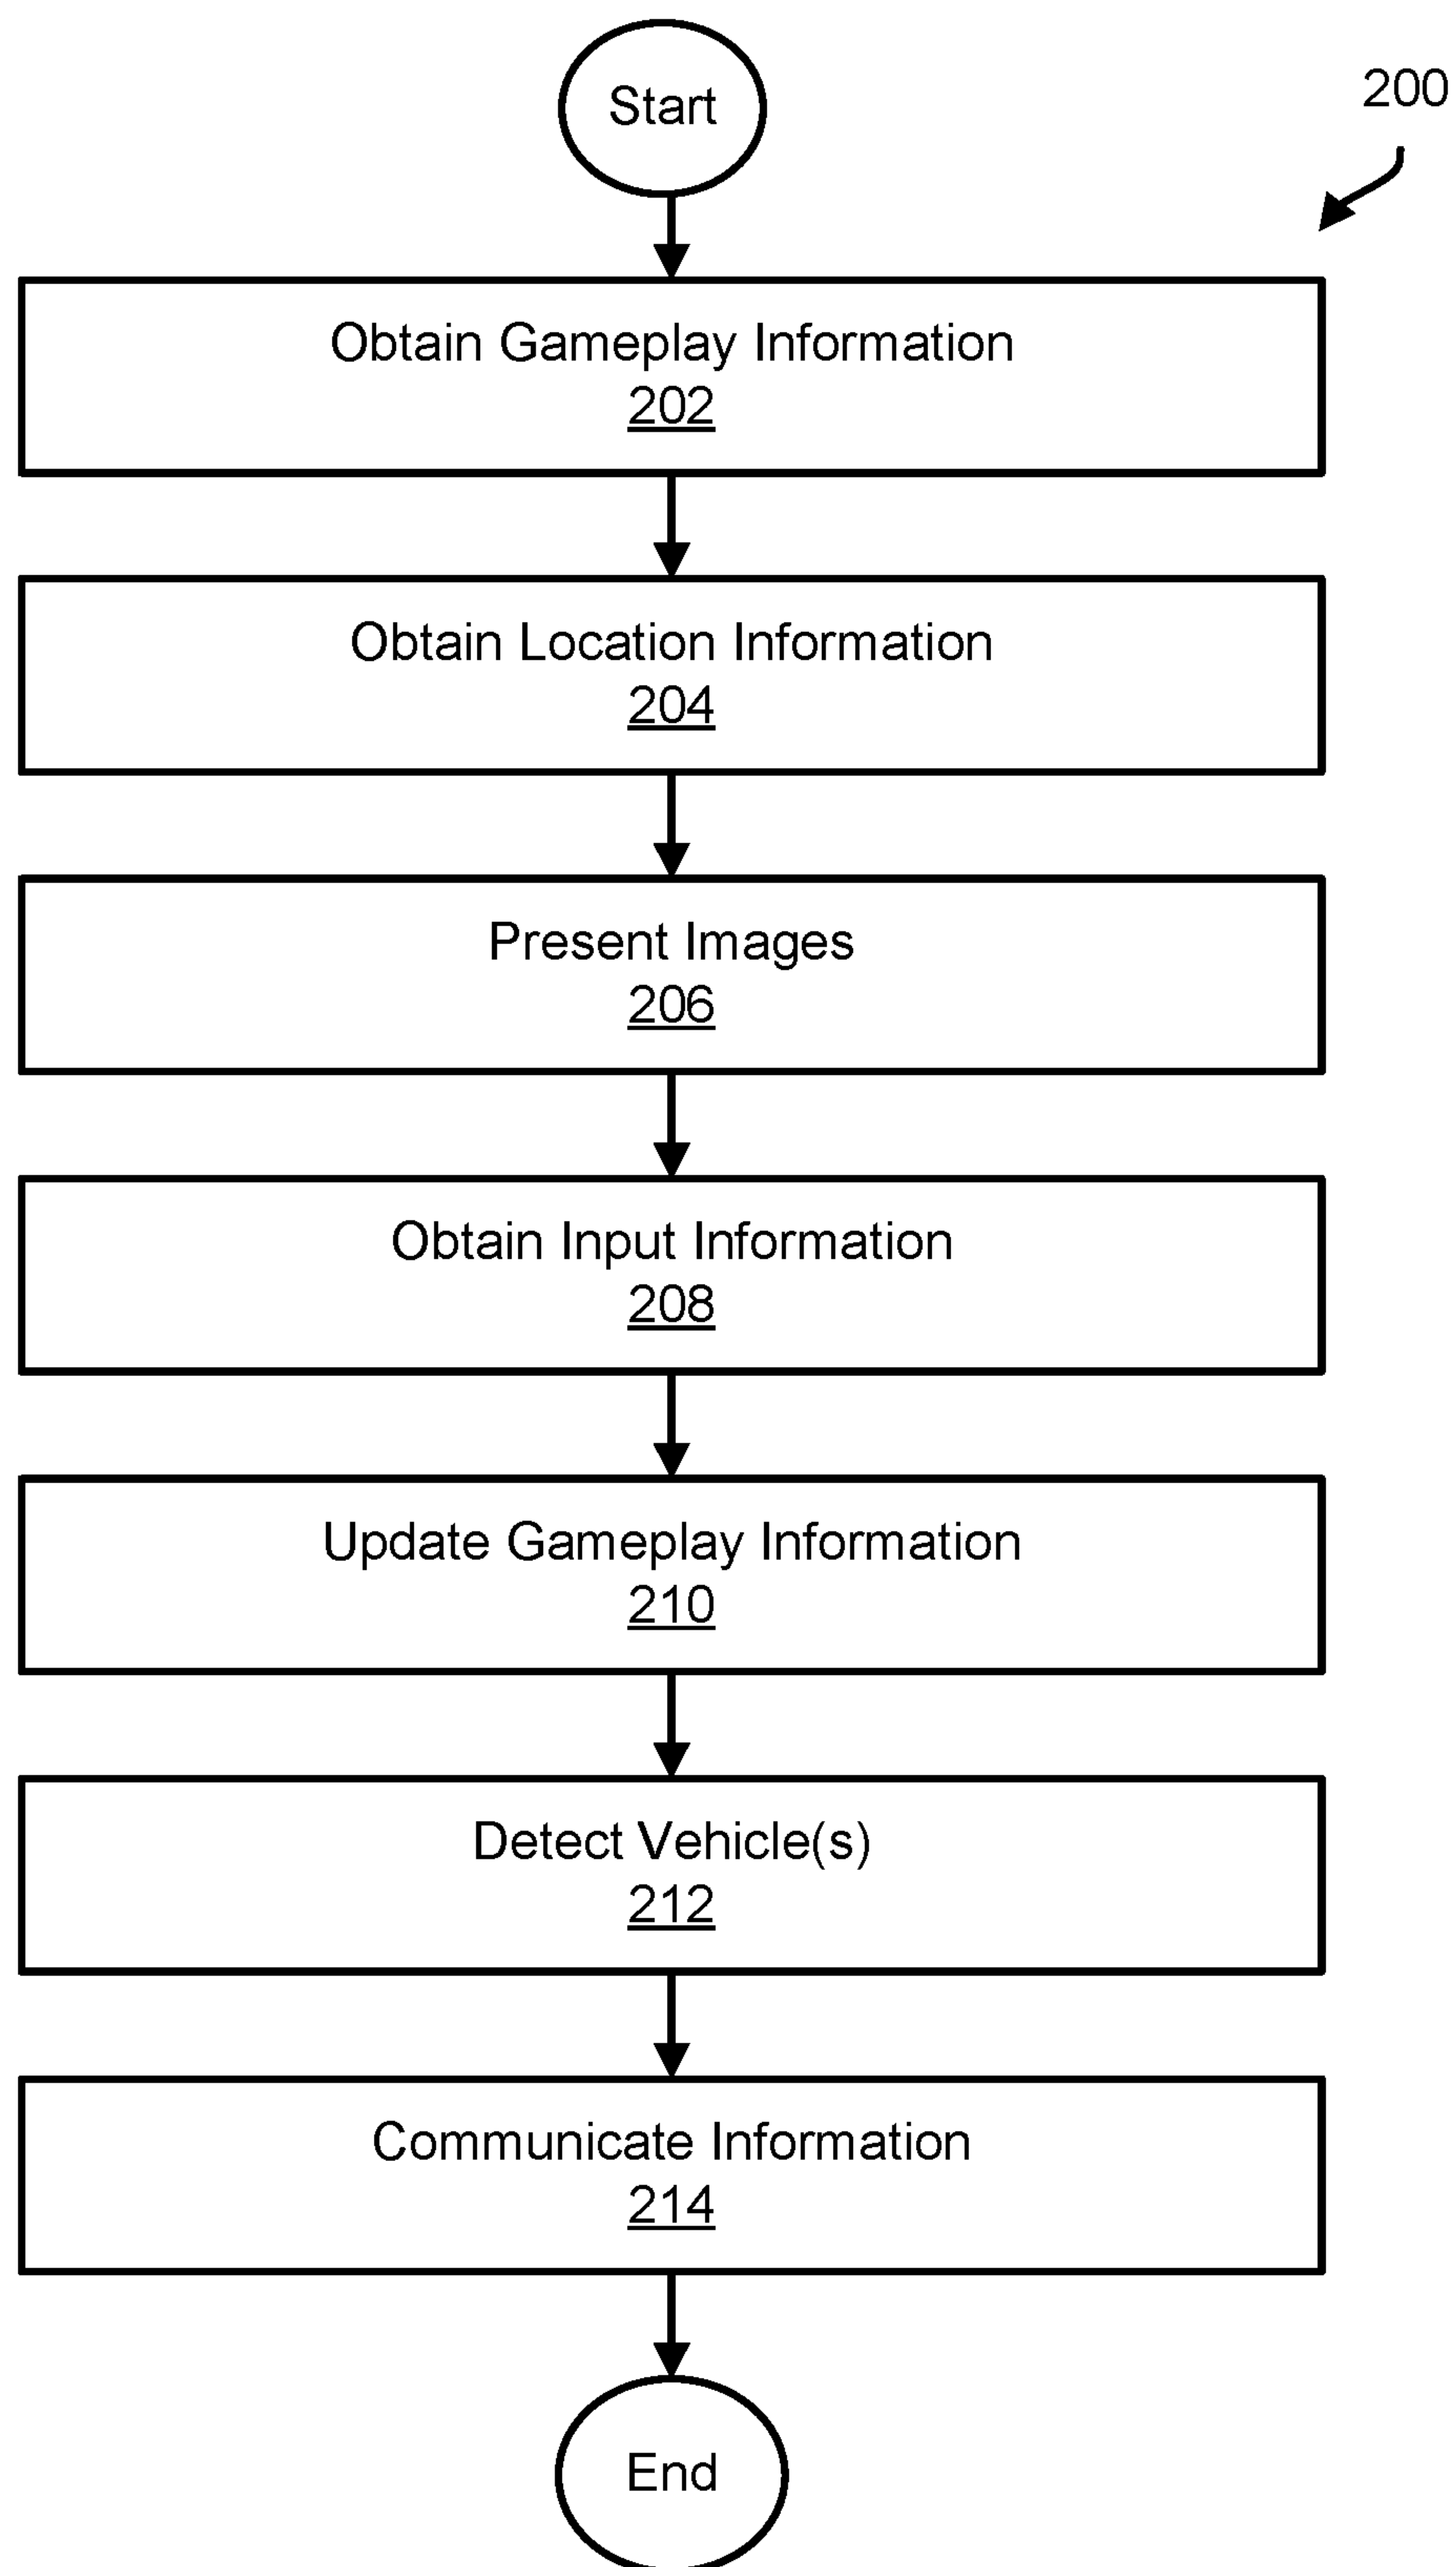 Start
200
Obtain Gameplay Information
202
Obtain Location Information
204
Present Images
206
Obtain Input Information
208
Update Gameplay Information
210
Detect Vehicle(s)
212
Communicate Information
214
End